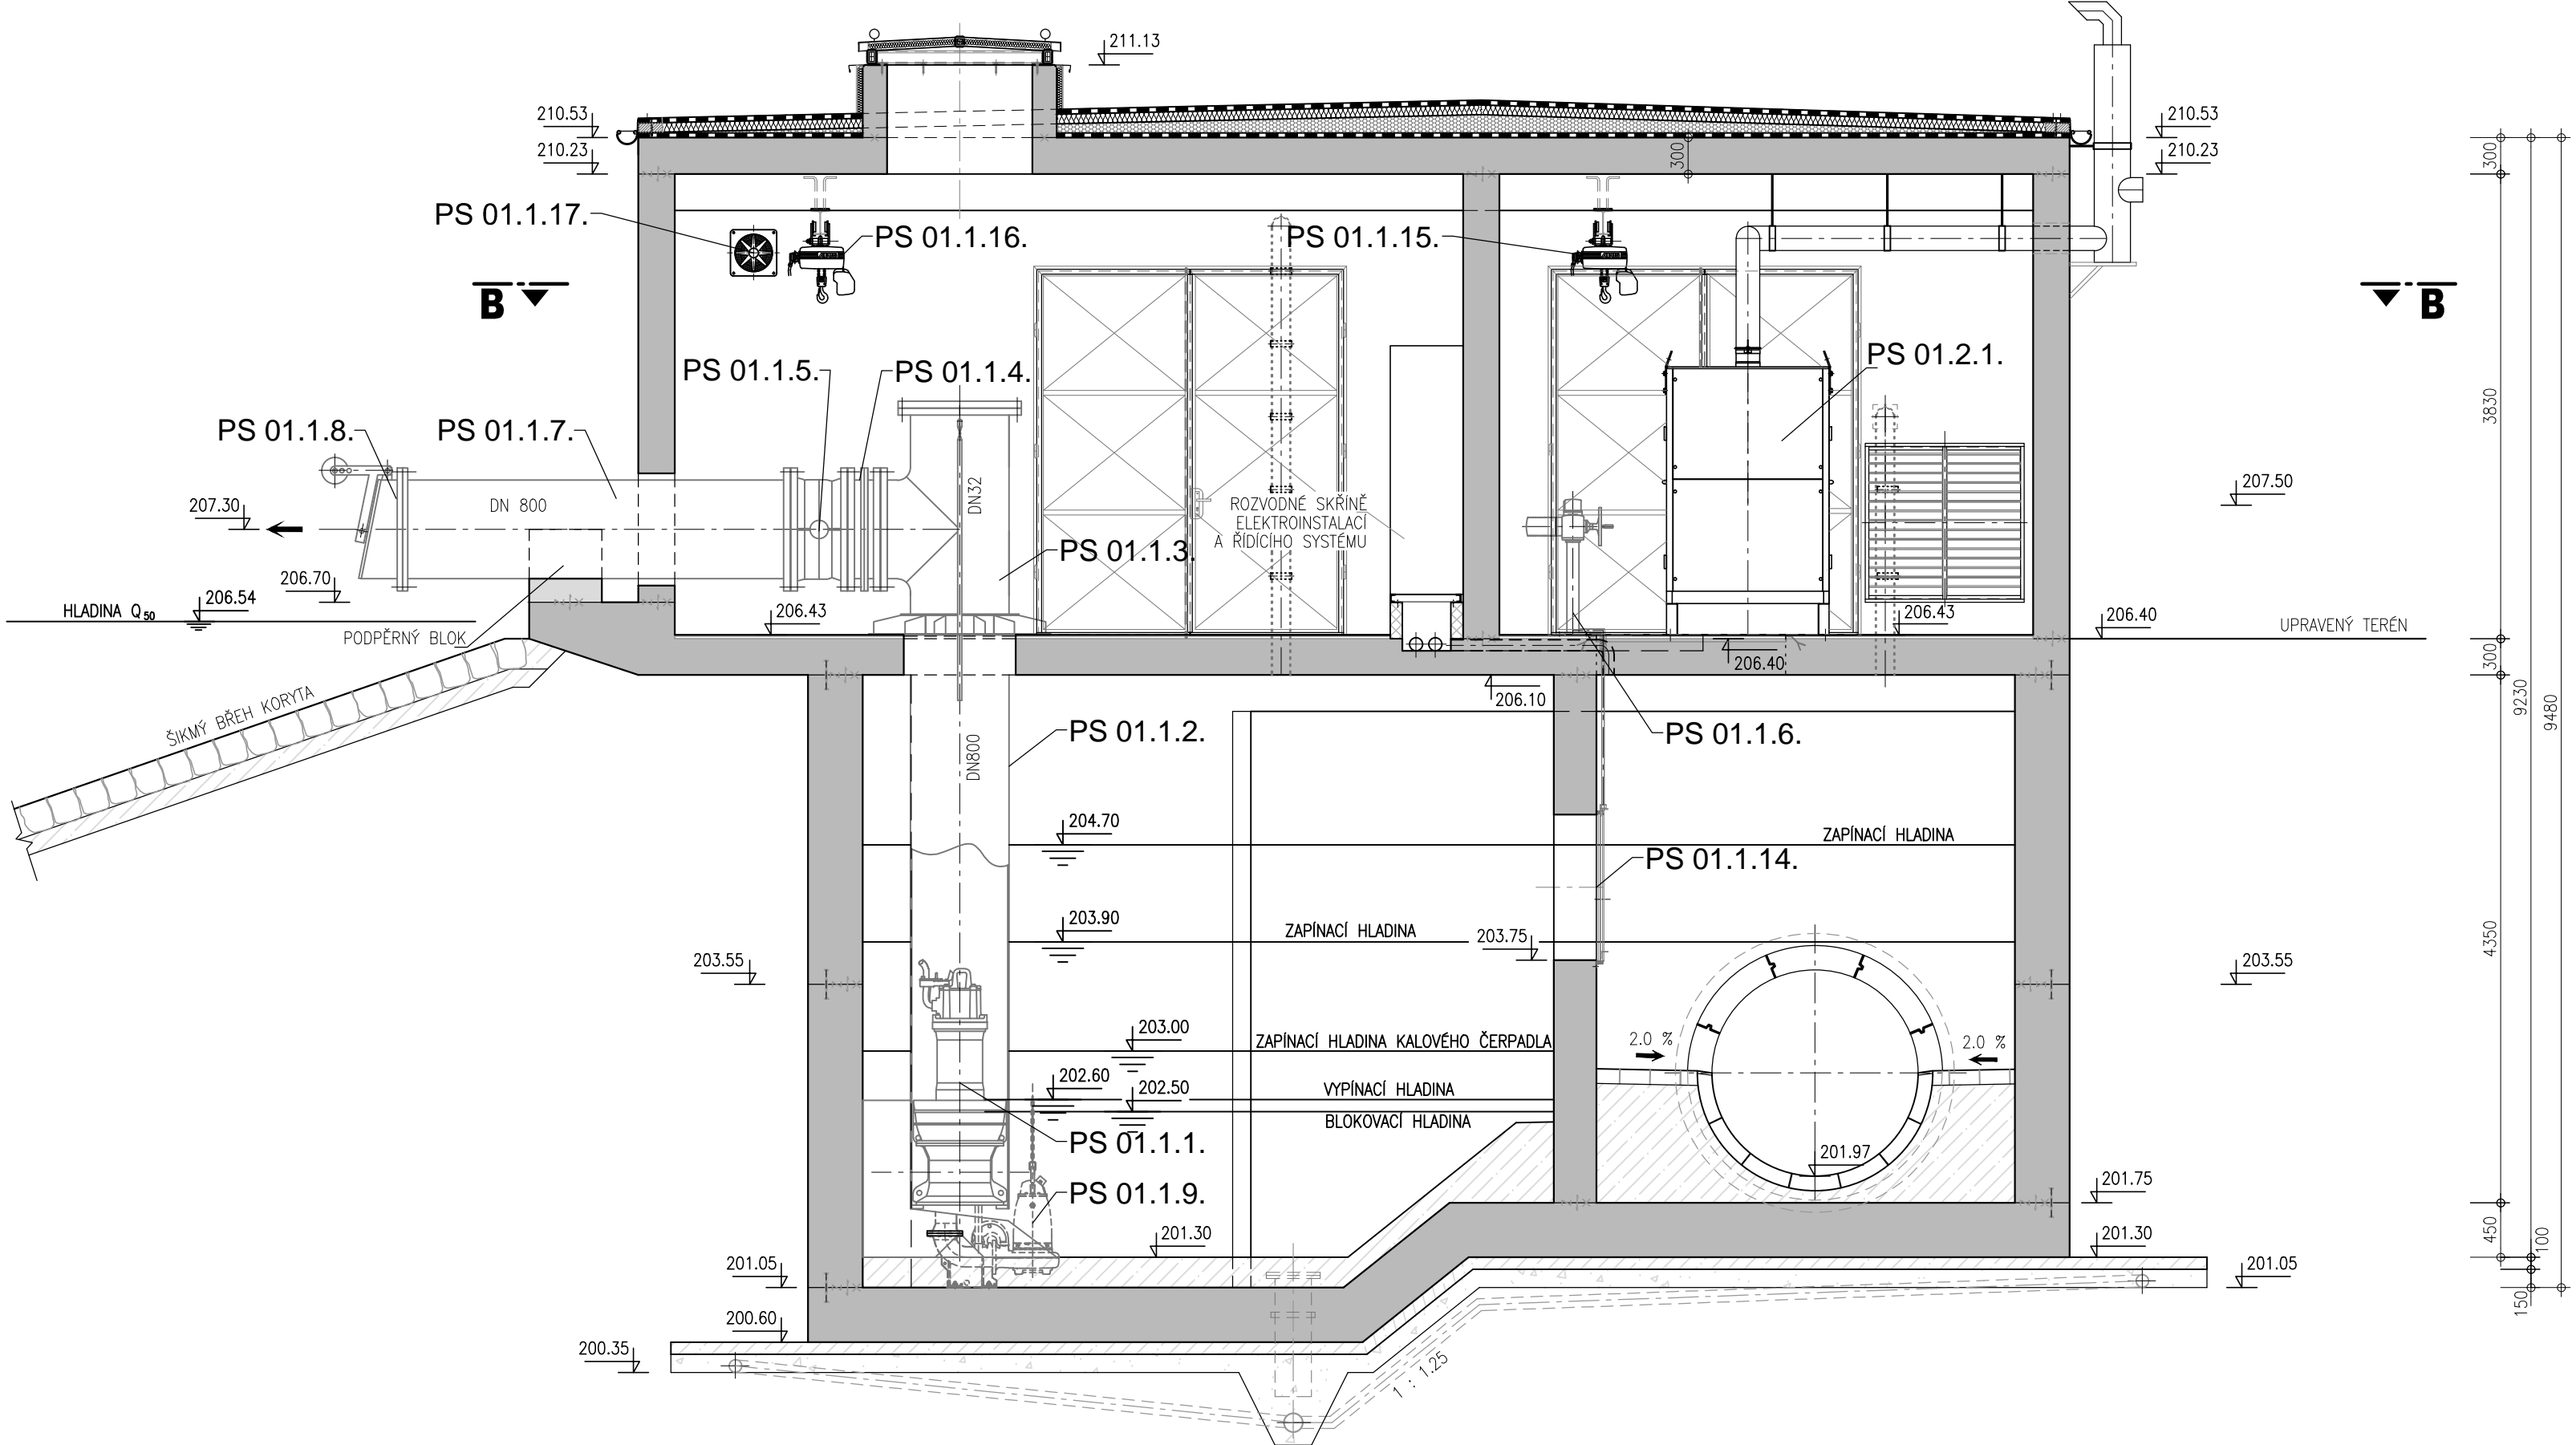 211.13
210.53
210.53
210.23
210.23
300
300
PS 01.1.17.
PS 01.1.16.
PS 01.1.15.
B
B
PS 01.1.5.
PS 01.1.4.
PS 01.2.1.
3830
PS 01.1.8.
PS 01.1.7.
DN 800
DN32
207.30
207.50
ROZVODNÉ SKŘÍNĚ
ELEKTROINSTALACÍ
A ŘÍDÍCÍHO SYSTÉMU
PS 01.1.3.
206.70
HLADINA Q50
206.54
206.43
206.43
206.40
UPRAVENÝ TERÉN
PODPĚRNÝ BLOK
206.40
300
206.10
ŠIKMÝ BŘEH KORYTA
PS 01.1.2.
DN800
PS 01.1.6.
9230
9480
204.70
ZAPÍNACÍ HLADINA
PS 01.1.14.
203.90
ZAPÍNACÍ HLADINA
203.75
4350
203.55
203.55
203.00
ZAPÍNACÍ HLADINA KALOVÉHO ČERPADLA
2.0 %
2.0 %
202.60
202.50
VYPÍNACÍ HLADINA
BLOKOVACÍ HLADINA
PS 01.1.1.
201.97
PS 01.1.9.
201.75
201.30
201.30
450
100
201.05
201.05
150
200.60
200.35
1 : 1.25